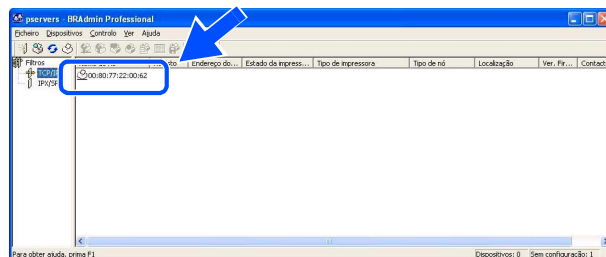 pservers - BRAdmin Professional
Ficheiro Dispositivos Controlo Ver Ajuda
Filtros
Endereço do... Estado da impress... Tipo de impressora Tipo de nó Localização Ver. Fir... Contact
TCP/IP 00:80:77:22:00:62
IPX/SP
Para obter ajuda, prima F1 Dispositivos: 0 Sem configuração: 1